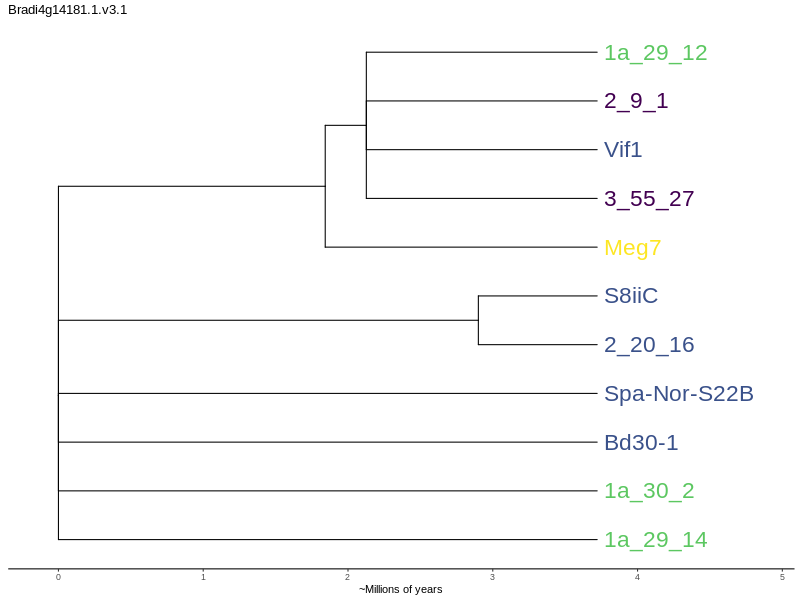 Bradi4g14181.1.v3.1
1a_29_12
2_9_1
Vif1
3_55_27
Meg7
S8iiC
2_20_16
Spa-Nor-S22B
Bd30-1
1a_30_2
1a_29_14
0 1 2 3 4 5
~Millions of years